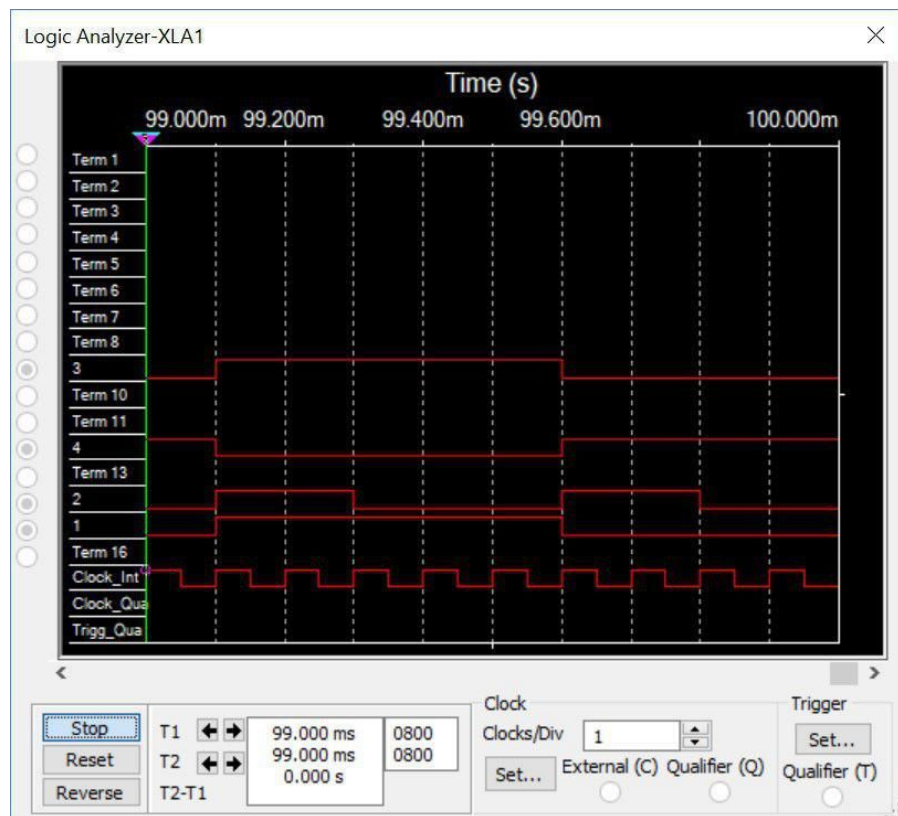 Logic Analyzer-XLA1
Time (s)
99.000m 99.200m 99.400m 99.600m 100.000m
Term 1
Term 2
Term 3
Term 4
Term 5
Term 6
Term 7
Term 8
3
Term 10
Term 11
4
Term 13
2
1
Term 16
Clock_Int
Clock_Qua
Trigg_Qua
Stop
Reset
Reverse
T1 99.000 ms 0800
T2 99.000 ms 0800
T2-T1 0.000 s
Clock
Clocks/Div 1
Set... External (C) Qualifier (Q)
Trigger
Set...
Qualifier (T)